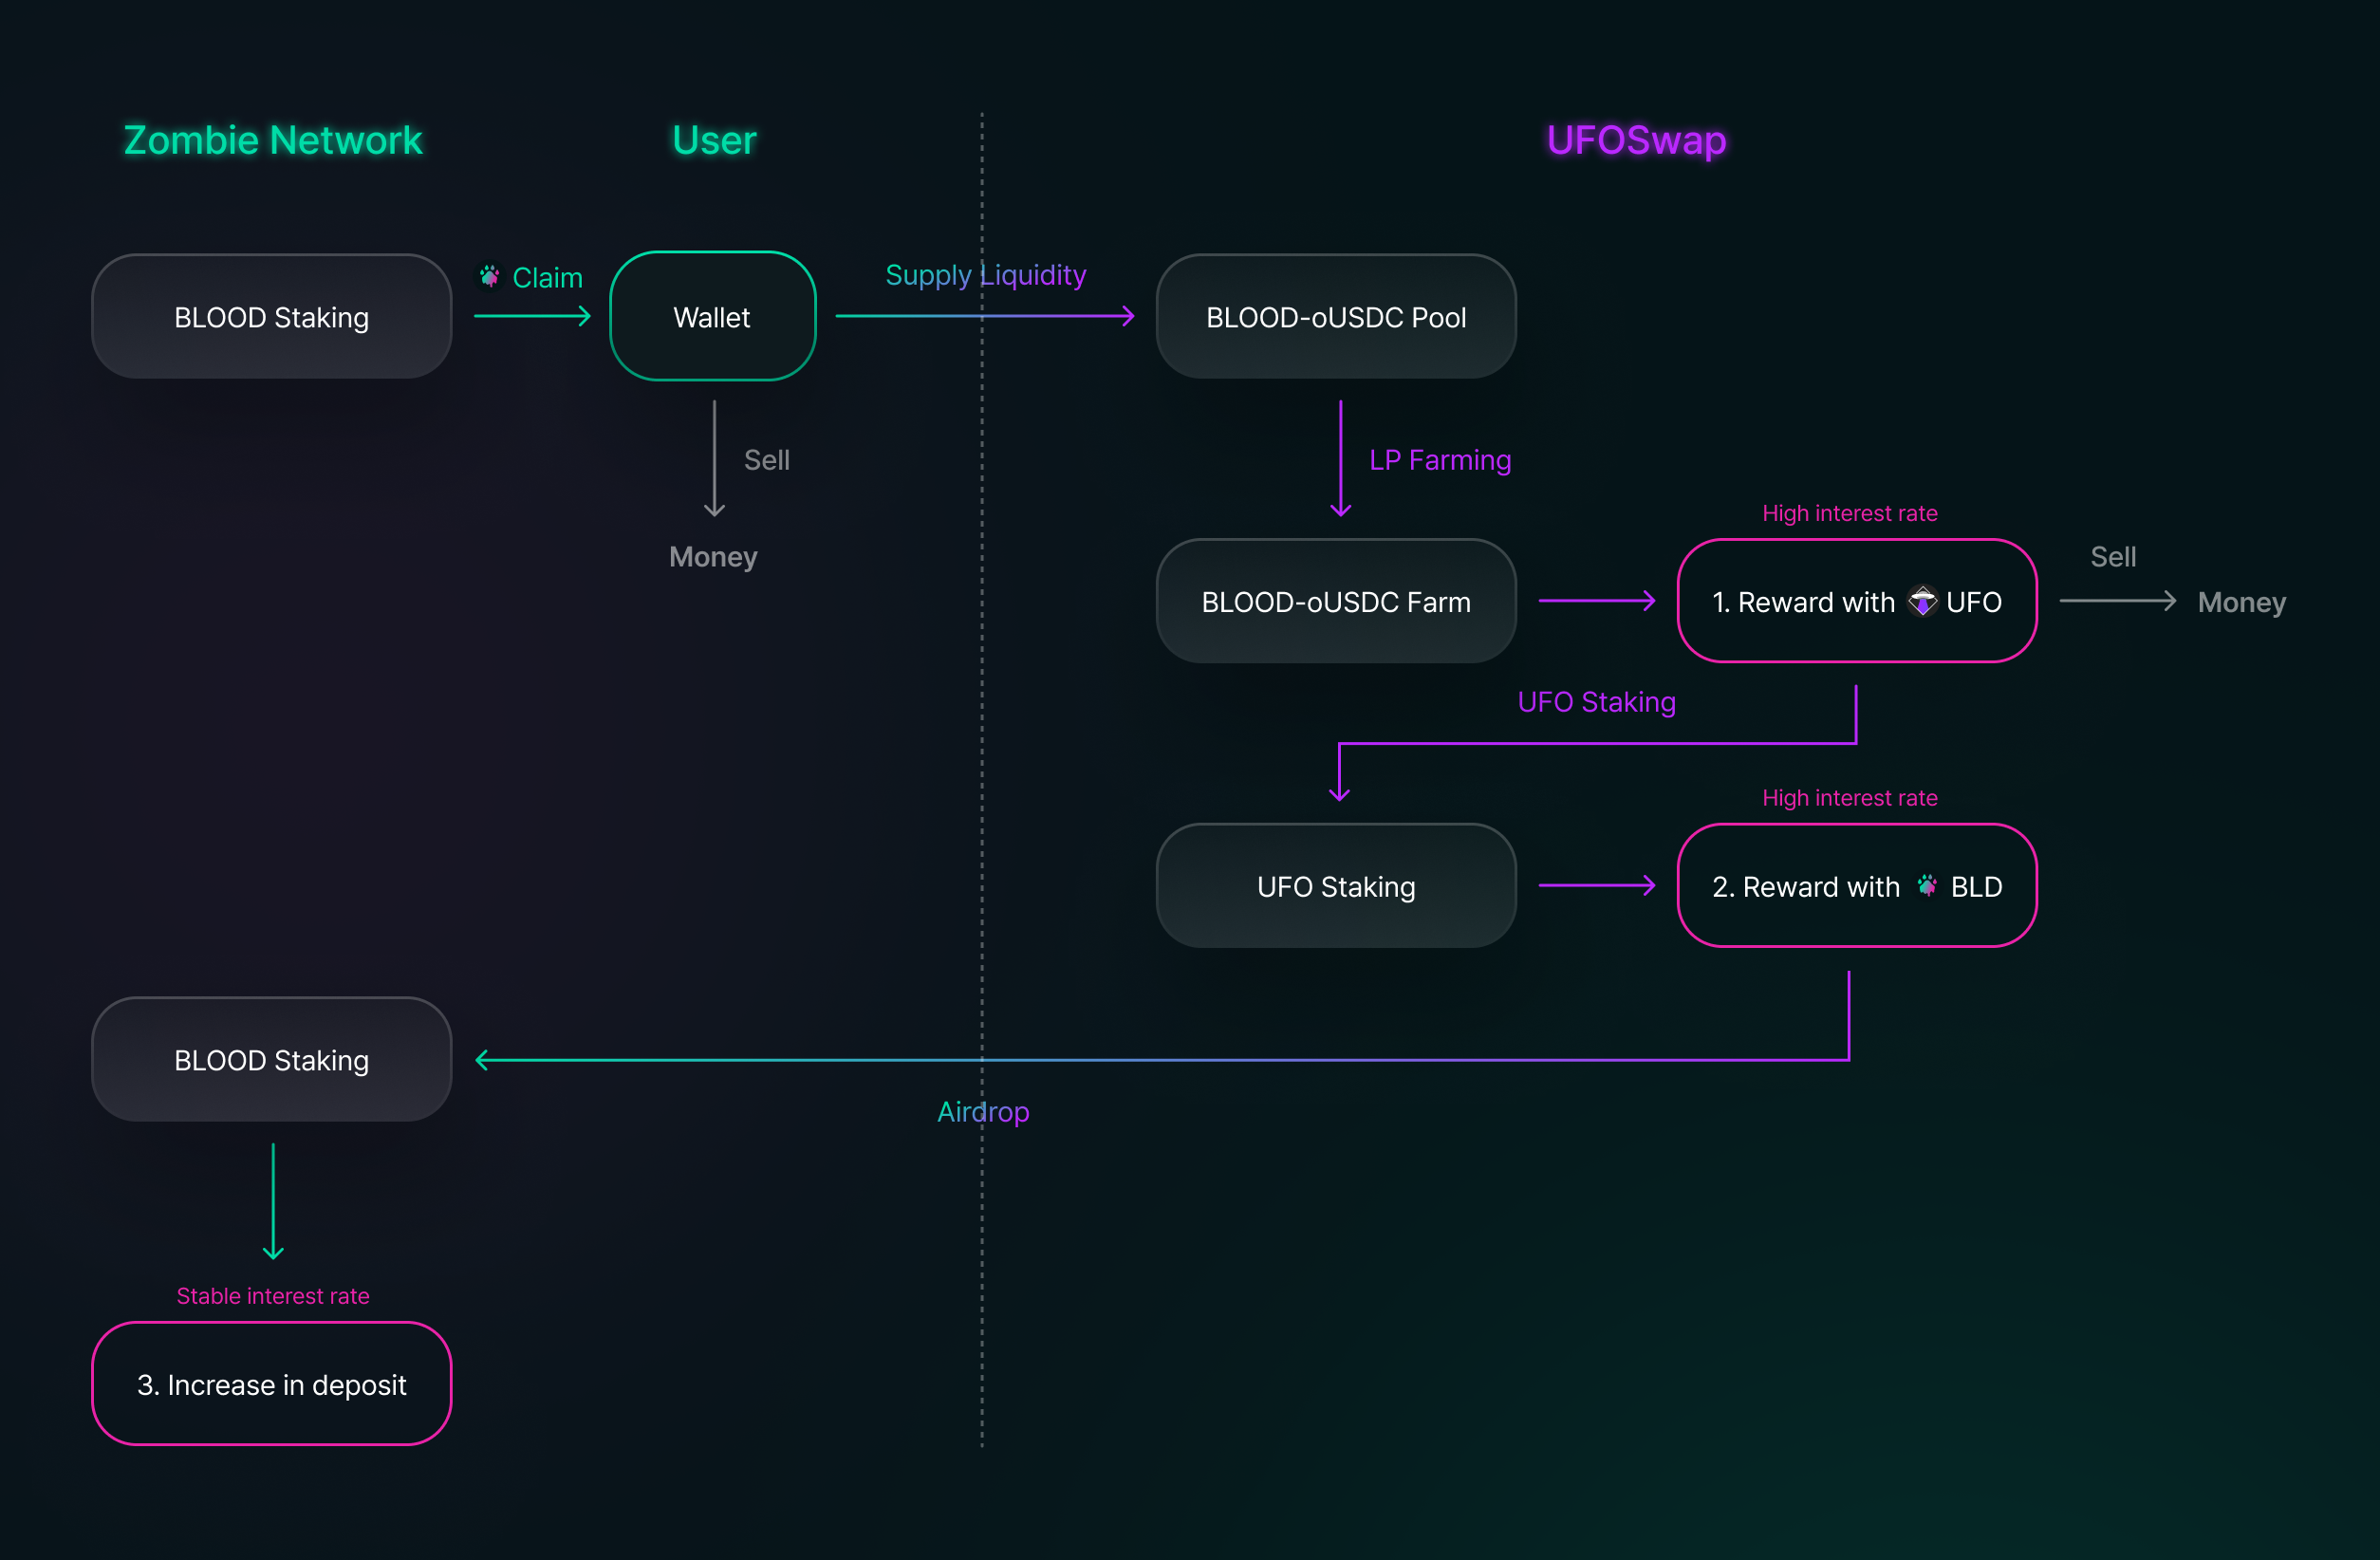 Zombie Network
User
UFOSwap
BLOOD Staking
Claim
Wallet
Supply Liquidity
BLOOD-oUSDC Pool
Sell
Money
LP Farming
BLOOD-oUSDC Farm
High interest rate
1. Reward with UFO
Sell
Money
UFO Staking
UFO Staking
High interest rate
2. Reward with BLD
BLOOD Staking
Airdrop
Stable interest rate
3. Increase in deposit